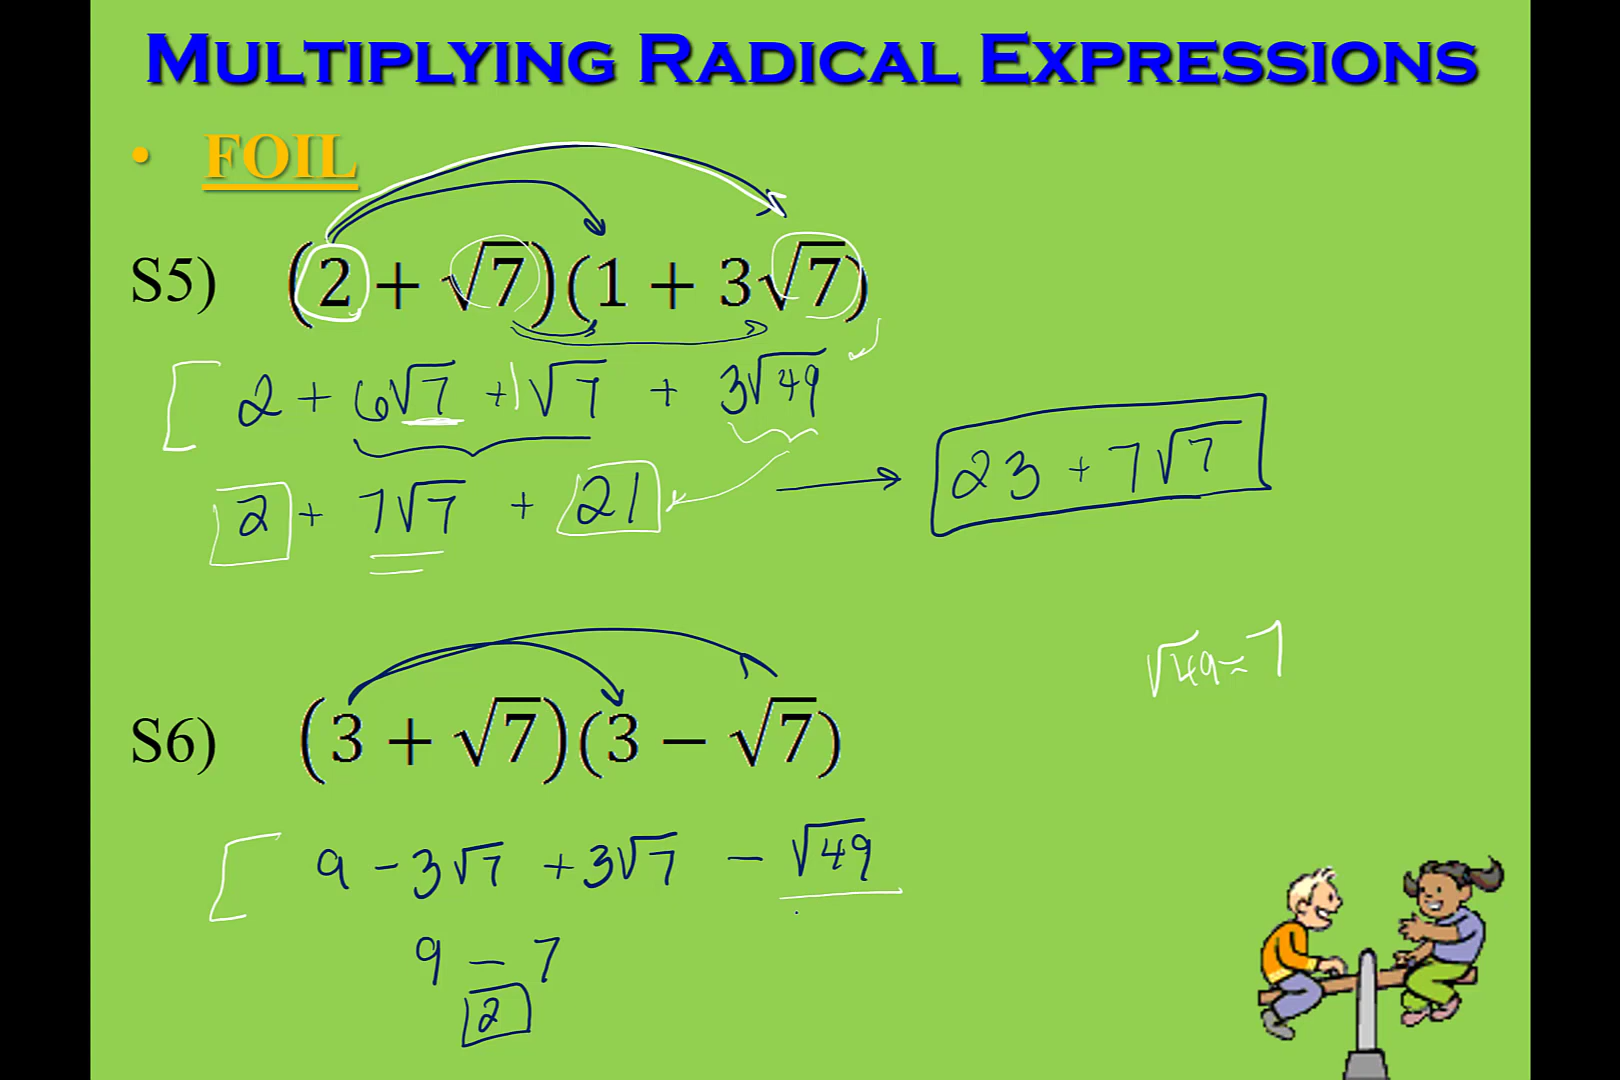 MULTIPLYING RADICAL EXPRESSIONS
• FOIL
S5) (2 + √7)(1 + 3√7)
2 + 6√7 + 1√7 + 3√49
2 + 7√7 + 21 → 23 + 7√7
√49 = 7
S6) (3 + √7)(3 − √7)
9 − 3√7 + 3√7 − √49
9 − 7
2